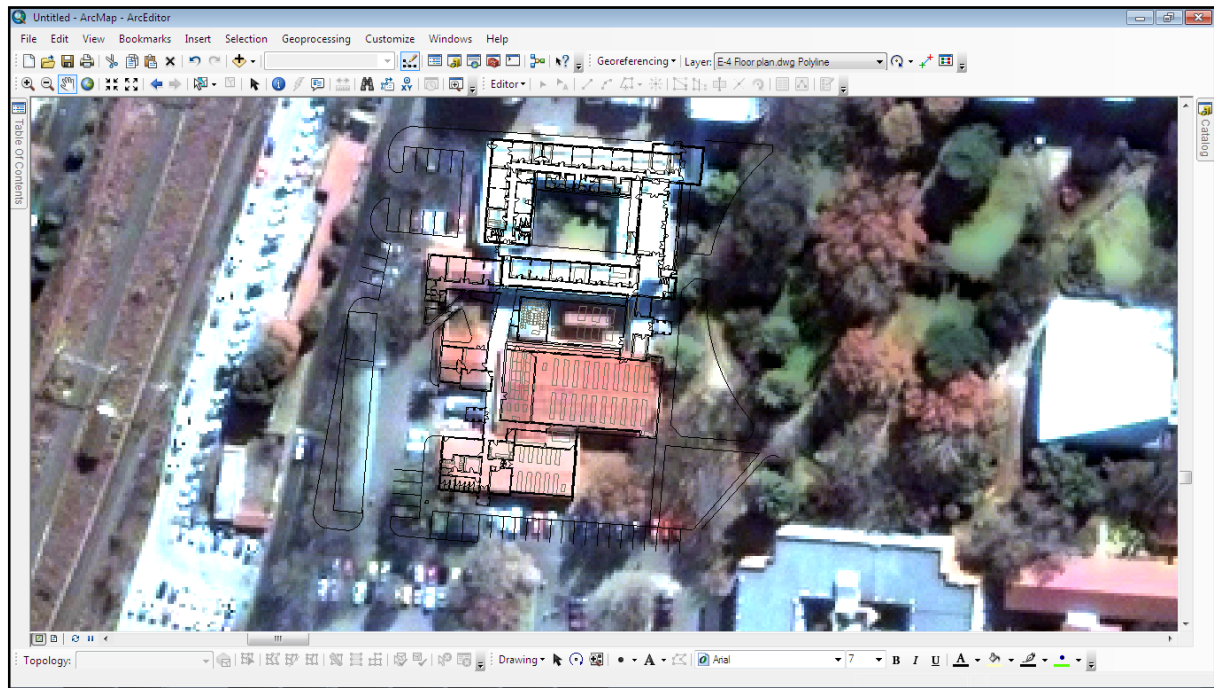 Untitled - ArcMap - ArcEditor
File Edit View Bookmarks Insert Selection Geoprocessing Customize Windows Help
Georeferencing Layer: E-4 Floor plan.dwg Polyline
Editor
Table Of Contents
Catalog
Topology: Drawing A Arial 7 B I U A